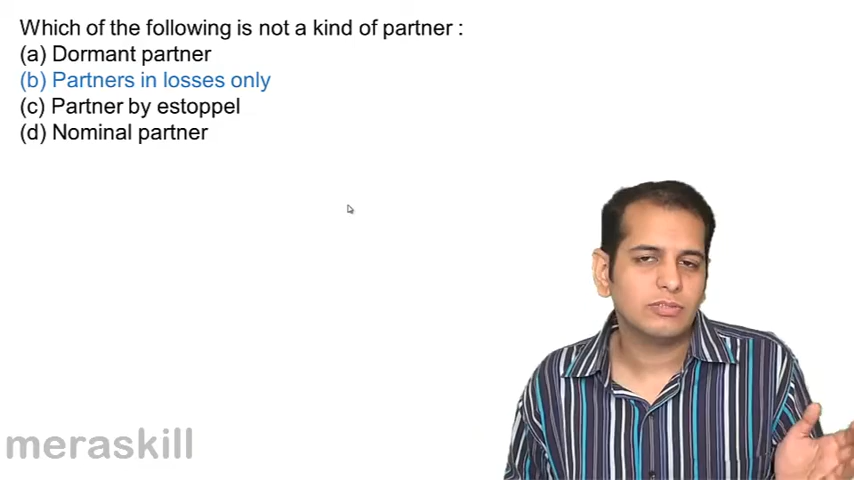 Which of the following is not a kind of partner :
(a) Dormant partner
(b) Partners in losses only
(c) Partner by estoppel
(d) Nominal partner
meraskill